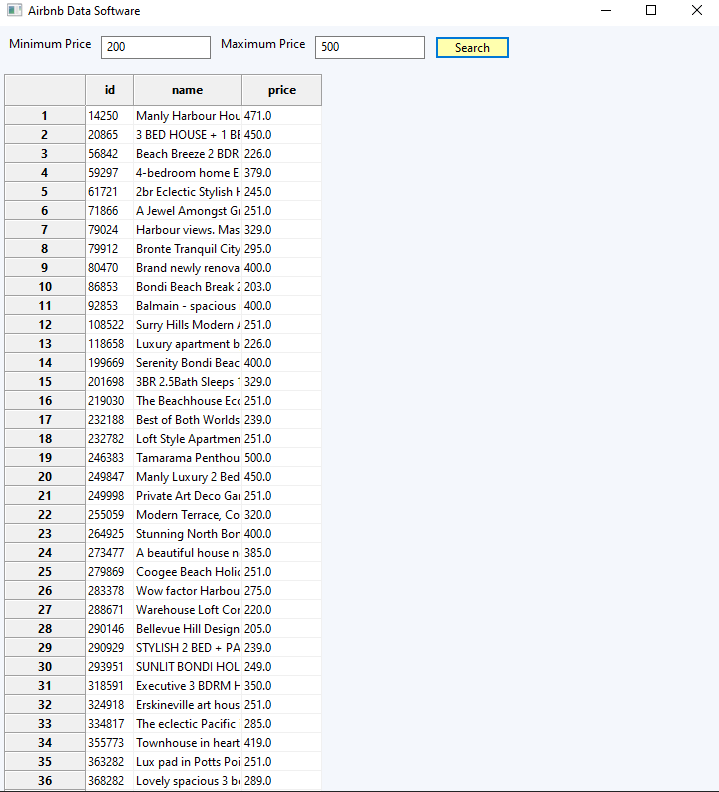 Airbnb Data Software
Minimum Price 200 Maximum Price 500 Search
id name price
1 14250 Manly Harbour Hou 471.0
2 20865 3 BED HOUSE + 1 BE 450.0
3 56842 Beach Breeze 2 BDR 226.0
4 59297 4-bedroom home E 379.0
5 61721 2br Eclectic Stylish H 245.0
6 71866 A Jewel Amongst Gr 251.0
7 79024 Harbour views. Mas 329.0
8 79912 Bronte Tranquil City 295.0
9 80470 Brand newly renova 400.0
10 86853 Bondi Beach Break 2 203.0
11 92853 Balmain - spacious 400.0
12 108522 Surry Hills Modern A 251.0
13 118658 Luxury apartment b 226.0
14 199669 Serenity Bondi Beac 400.0
15 201698 3BR 2.5Bath Sleeps 329.0
16 219030 The Beachhouse Eco 251.0
17 232188 Best of Both Worlds 239.0
18 232782 Loft Style Apartmen 251.0
19 246383 Tamarama Penthou 500.0
20 249847 Manly Luxury 2 Bed 450.0
21 249998 Private Art Deco Gar 251.0
22 255059 Modern Terrace, Co 320.0
23 264925 Stunning North Bon 400.0
24 273477 A beautiful house n 385.0
25 279869 Coogee Beach Holic 251.0
26 283378 Wow factor Harbou 275.0
27 288671 Warehouse Loft Cor 220.0
28 290146 Bellevue Hill Design 205.0
29 290929 STYLISH 2 BED + PA 239.0
30 293951 SUNLIT BONDI HOL 249.0
31 318591 Executive 3 BDRM H 350.0
32 324918 Erskineville art hous 251.0
33 334817 The eclectic Pacific 285.0
34 355773 Townhouse in heart 419.0
35 363282 Lux pad in Potts Poi 251.0
36 368282 Lovely spacious 3 be 289.0